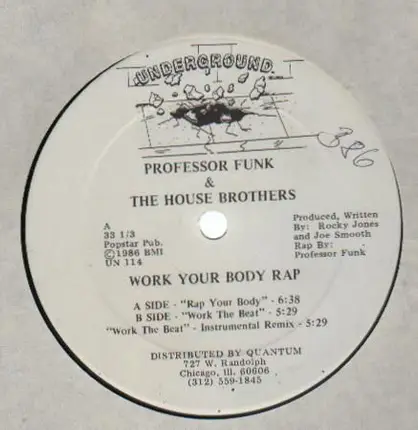 UNDERGROUND
386
PROFESSOR FUNK
&
THE HOUSE BROTHERS
A
33 1/3
Popstar Pub.
©1986 BMI
UN 114
Produced, Written
By: Rocky Jones
and Joe Smooth
Rap By:
Professor Funk
WORK YOUR BODY RAP
A SIDE - "Rap Your Body" - 6:38
B SIDE - "Work The Beat" - 5:29
"Work The Beat" - Instrumental Remix - 5:29
DISTRIBUTED BY QUANTUM
727 W. Randolph
Chicago, Ill. 60606
(312) 559-1845